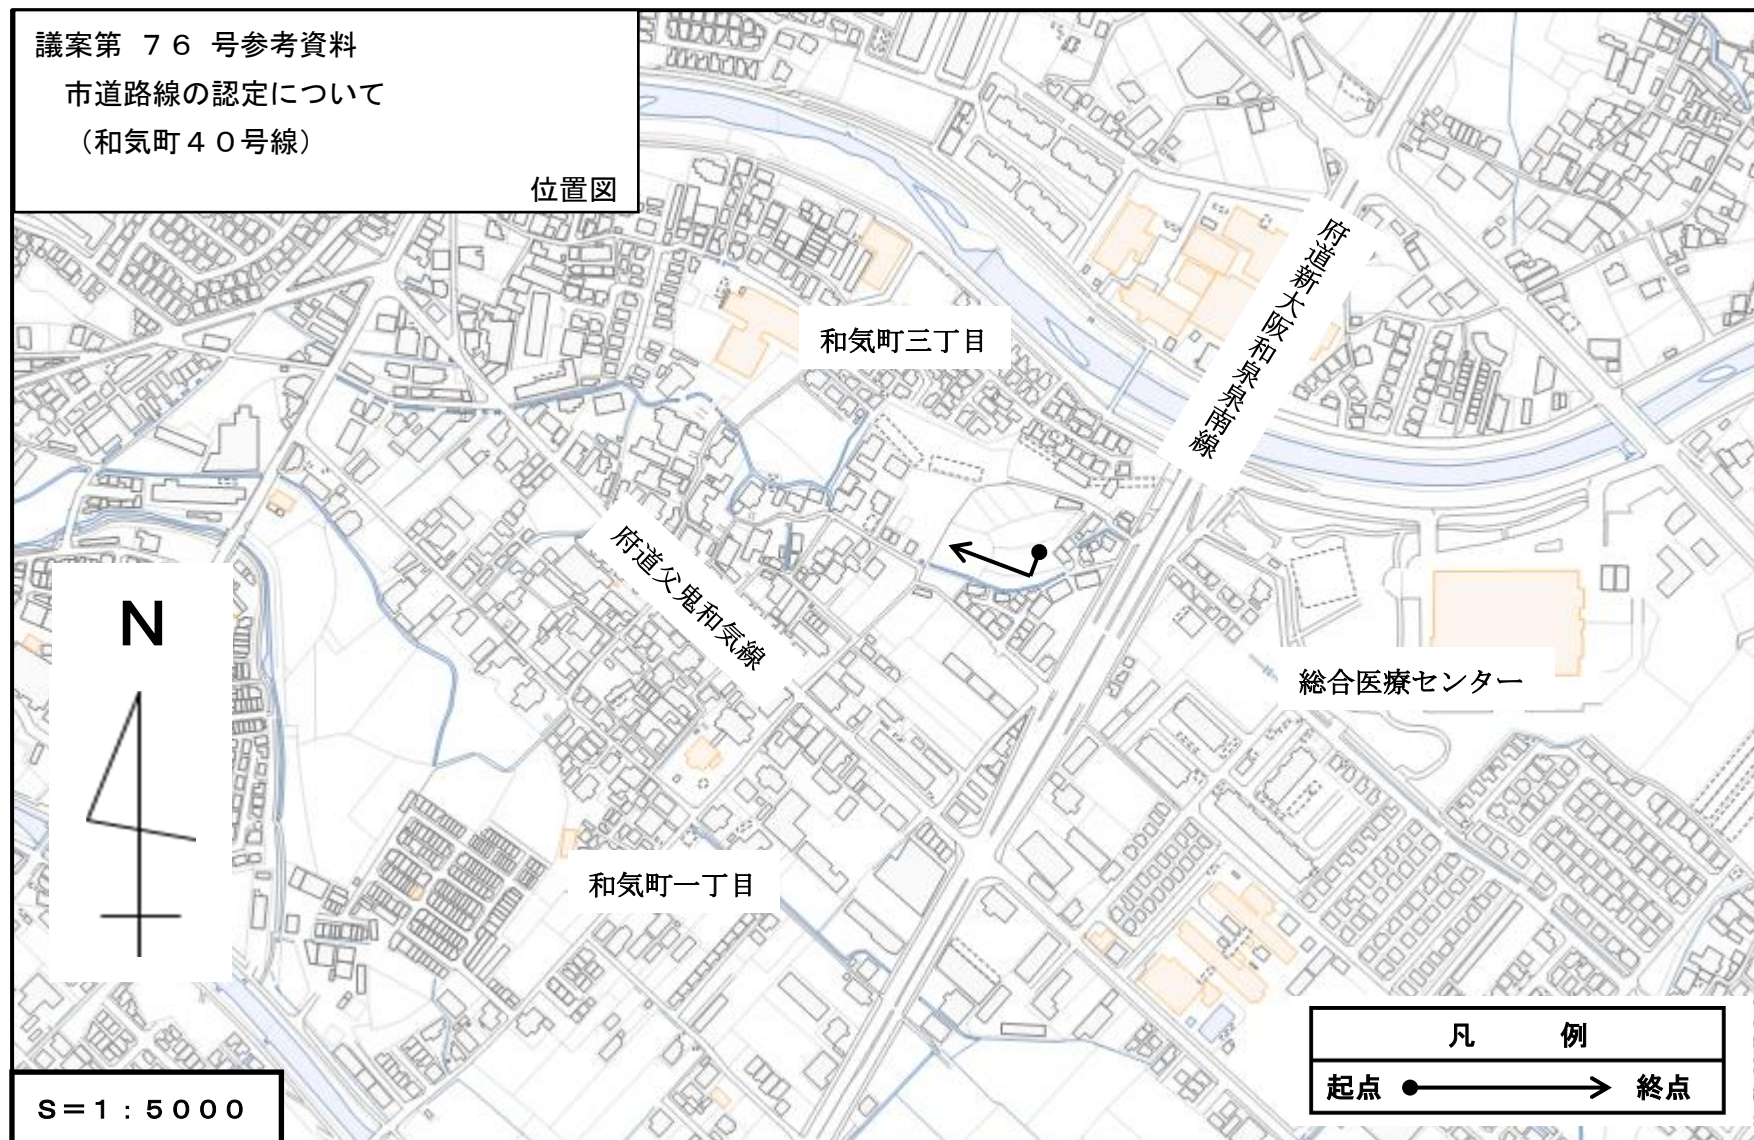 議案第 ７６ 号参考資料
市道路線の認定について
（和気町４０号線）
位置図
府道新大阪和泉泉南線
和気町三丁目
府道父鬼和気線
N
総合医療センター
和気町一丁目
凡 例
起点 終点
S＝１：５０００